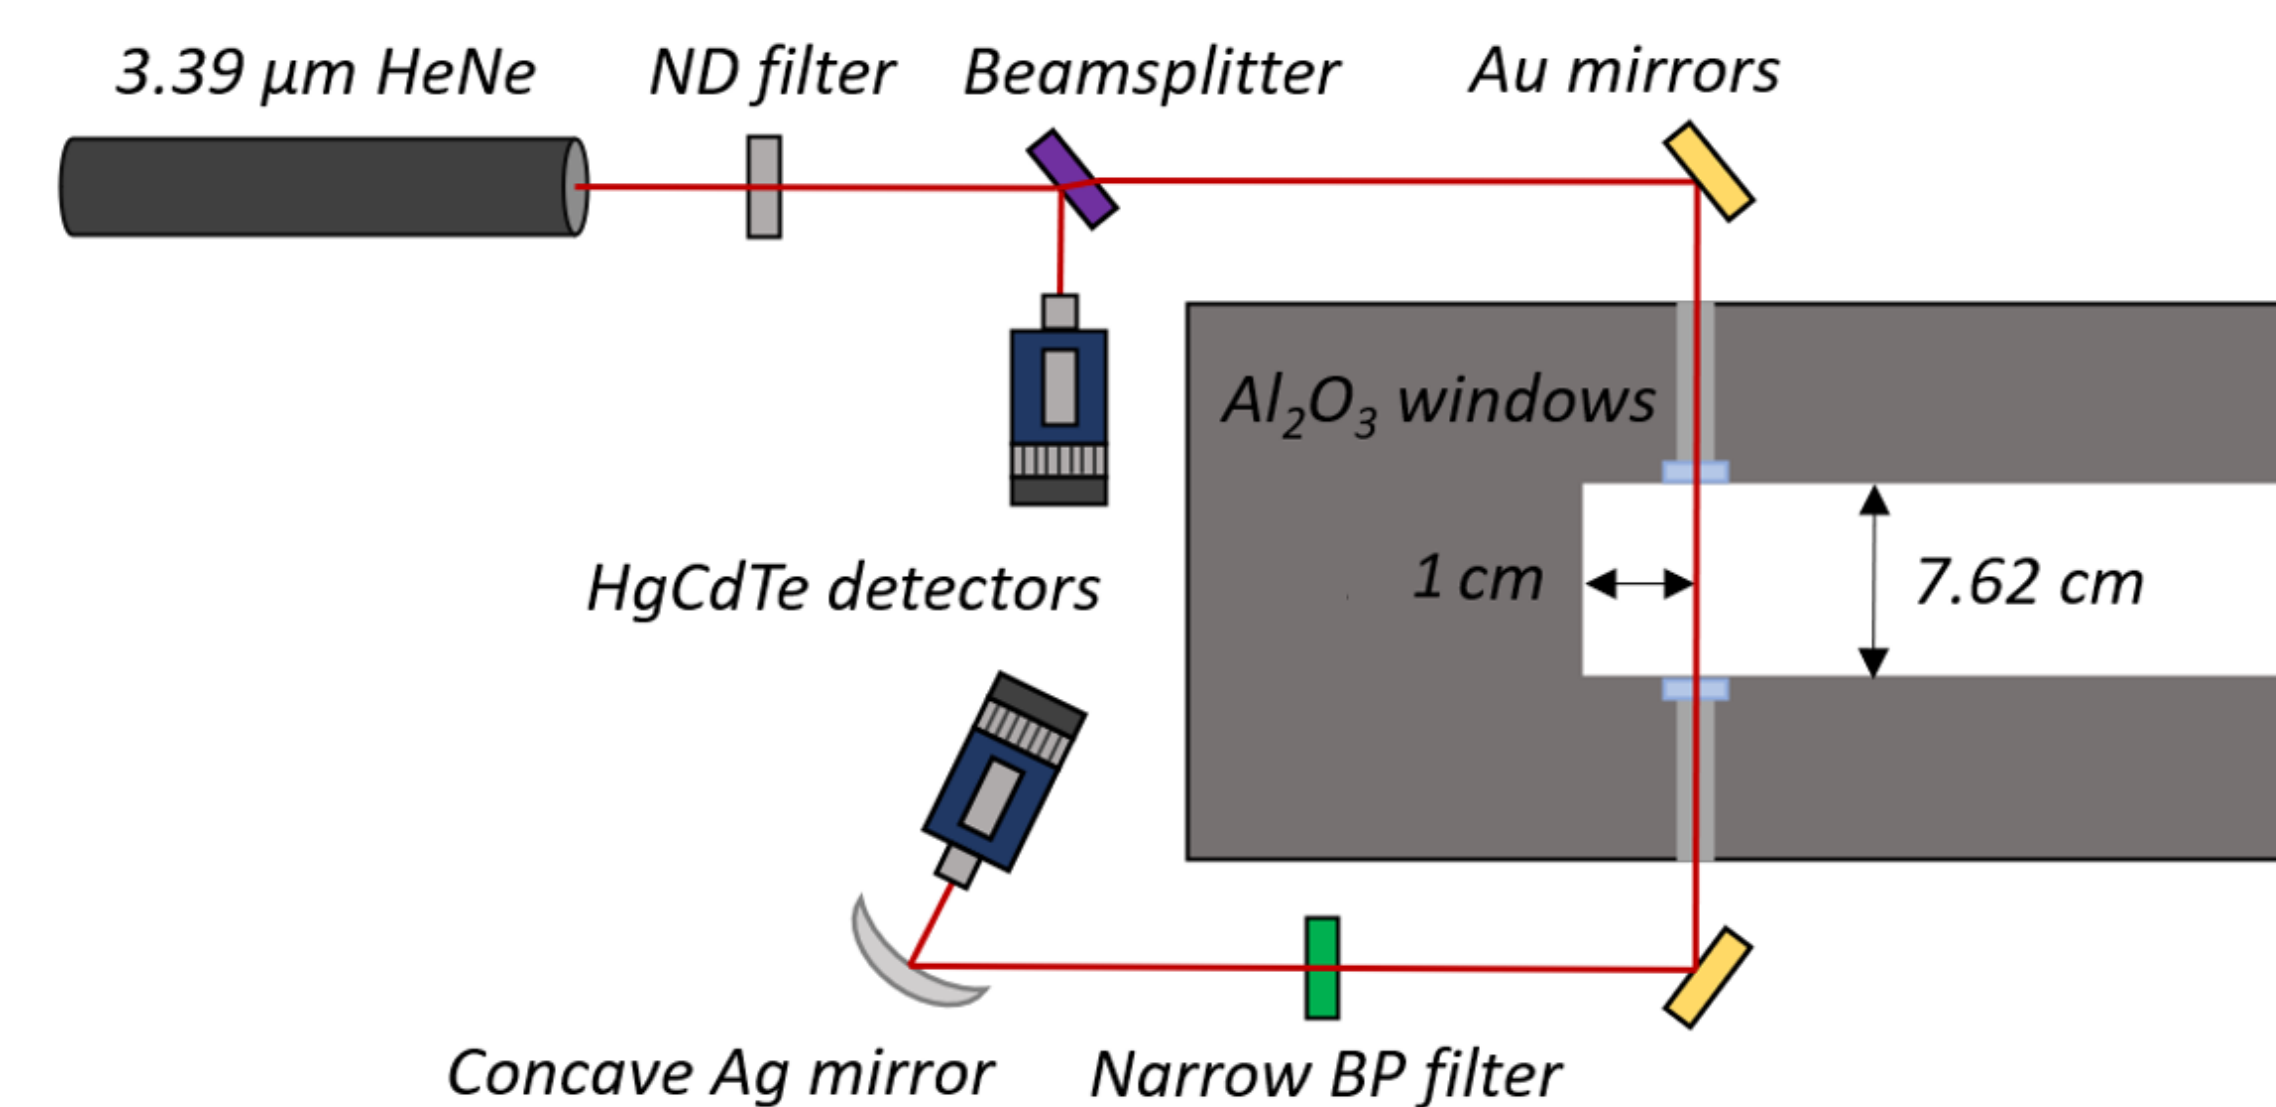 3.39 μm HeNe
ND filter
Beamsplitter
Au mirrors
Al₂O₃ windows
1 cm
7.62 cm
HgCdTe detectors
Concave Ag mirror
Narrow BP filter